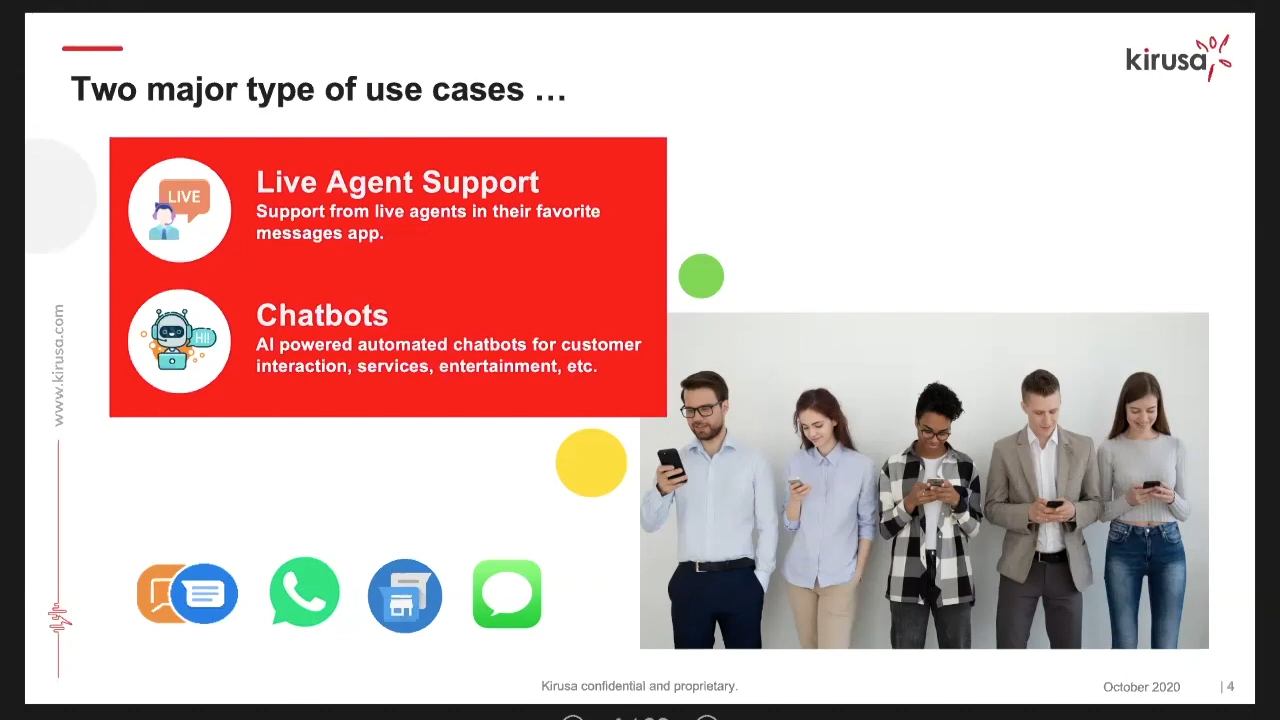 kirusa
Two major type of use cases …
LIVE
Live Agent Support
Support from live agents in their favorite
messages app.
HI!
Chatbots
AI powered automated chatbots for customer
interaction, services, entertainment, etc.
www.kirusa.com
Kirusa confidential and proprietary.
October 2020
| 4